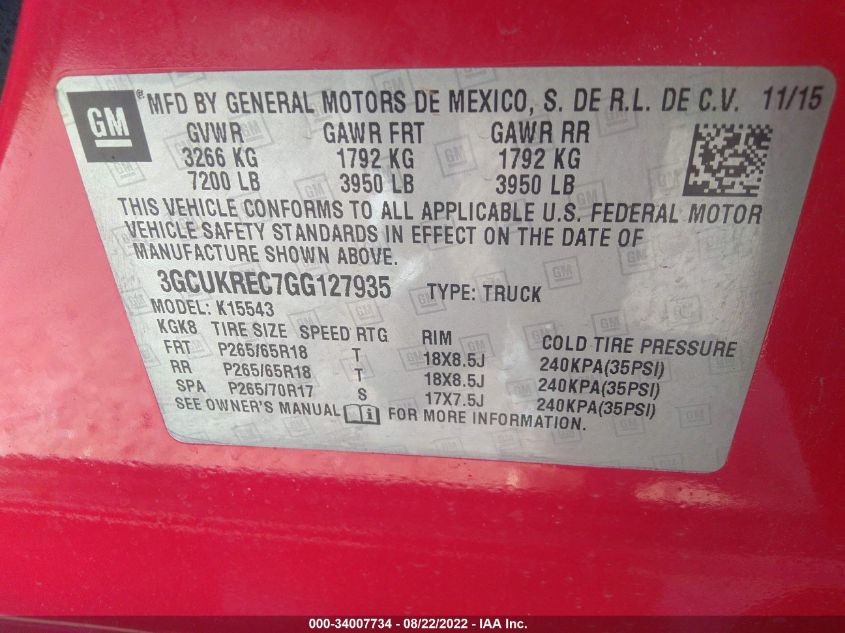 GM ® MFD BY GENERAL MOTORS DE MEXICO, S. DE R.L. DE C.V. 11/15
GVWR GAWR FRT GAWR RR
3266 KG 1792 KG 1792 KG
7200 LB 3950 LB 3950 LB
THIS VEHICLE CONFORMS TO ALL APPLICABLE U.S. FEDERAL MOTOR
VEHICLE SAFETY STANDARDS IN EFFECT ON THE DATE OF
MANUFACTURE SHOWN ABOVE.
3GCUKREC7GG127935 TYPE: TRUCK
MODEL: K15543
KGK8 TIRE SIZE SPEED RTG RIM COLD TIRE PRESSURE
FRT P265/65R18 T 18X8.5J 240KPA(35PSI)
RR P265/65R18 T 18X8.5J 240KPA(35PSI)
SPA P265/70R17 S 17X7.5J 240KPA(35PSI)
SEE OWNER'S MANUAL FOR MORE INFORMATION.
000-34007734 - 08/22/2022 - IAA Inc.